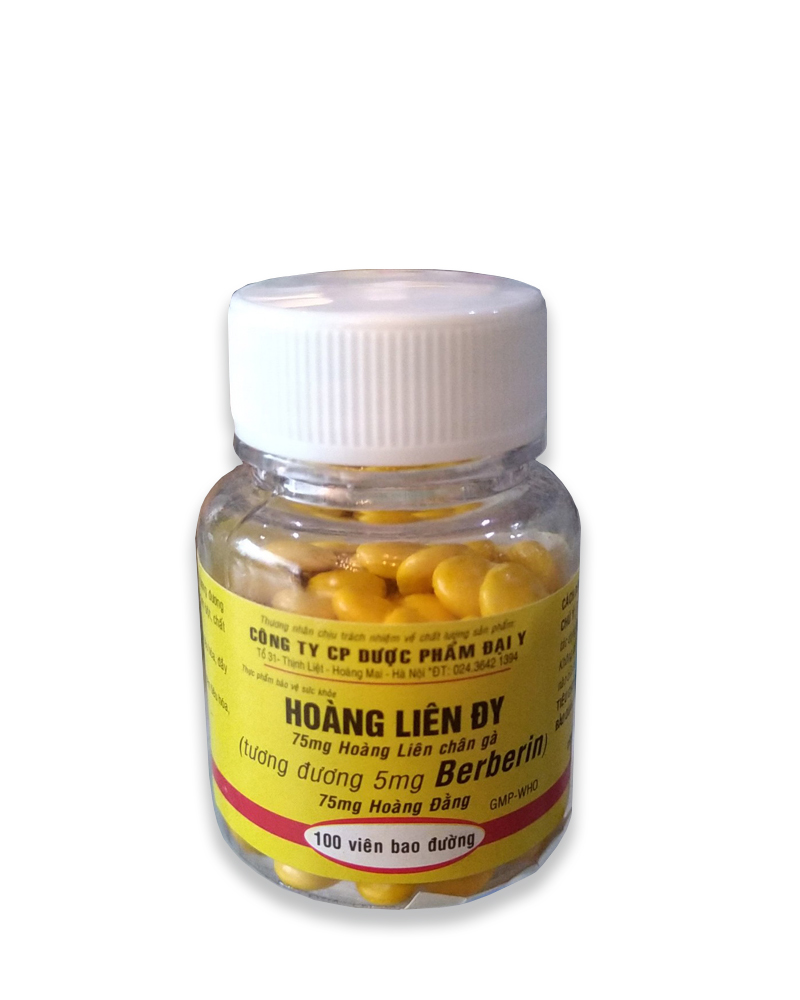 Thương nhân chịu trách nhiệm về chất lượng sản phẩm:
CÔNG TY CP DƯỢC PHẨM ĐẠI Y
Tổ 31- Thịnh Liệt - Hoàng Mai - Hà Nội *ĐT: 024.3642 1394
Thực phẩm bảo vệ sức khỏe
HOÀNG LIÊN ĐY
75mg Hoàng Liên chân gà
(tương đương 5mg Berberin)
75mg Hoàng Đằng
GMP-WHO
100 viên bao đường